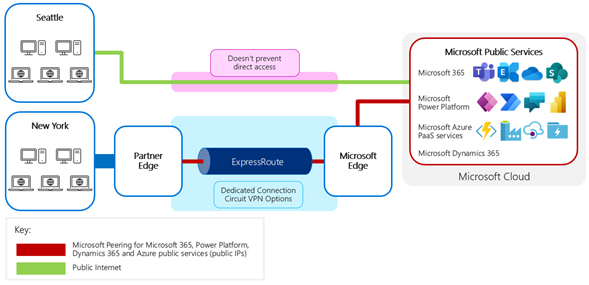 Seattle
Doesn't prevent
direct access
Microsoft Public Services
Microsoft 365
Microsoft
Power Platform
Microsoft Azure
PaaS services
Microsoft Dynamics 365
Microsoft Cloud
New York
Partner
Edge
ExpressRoute
Microsoft
Edge
Dedicated Connection
Circuit VPN Options
Key:
Microsoft Peering for Microsoft 365, Power Platform,
Dynamics 365 and Azure public services (public IPs)
Public Internet